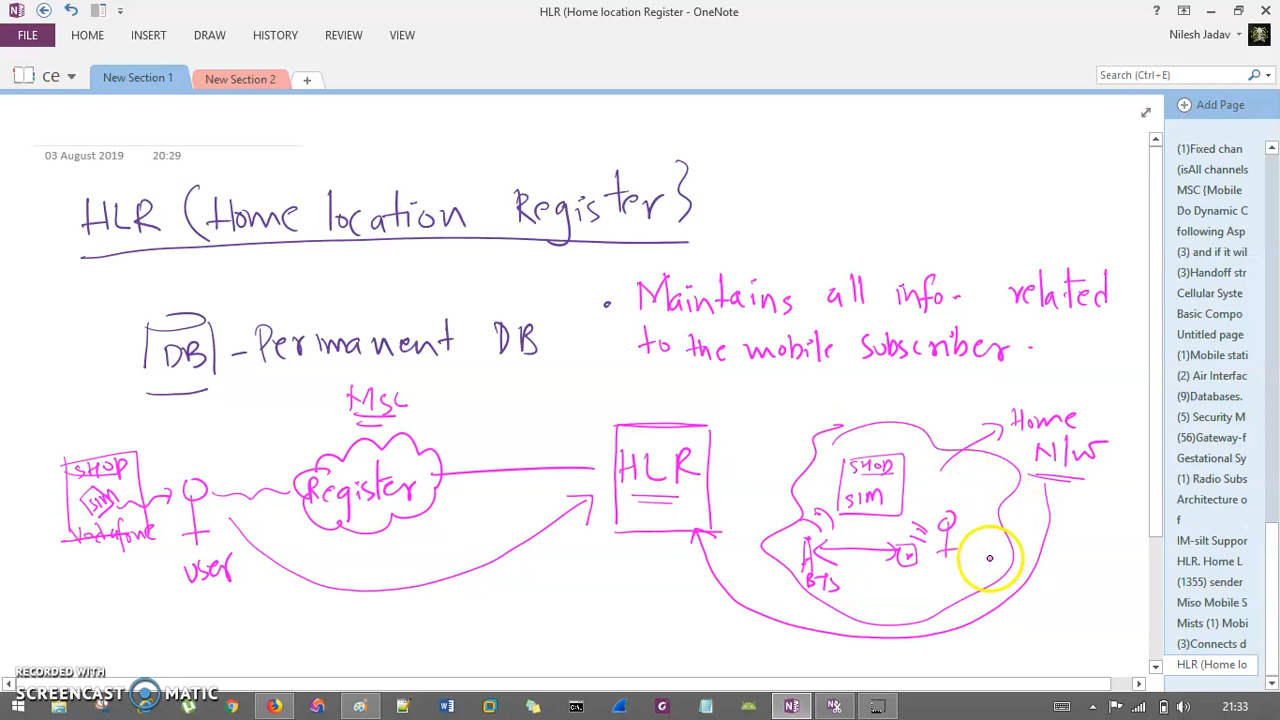 HLR (Home location Register - OneNote
FILE HOME INSERT DRAW HISTORY REVIEW VIEW
Nilesh Jadav
ce New Section 1 New Section 2 +
Search (Ctrl+E)
Add Page
03 August 2019 20:29
HLR (Home location Register}
• Maintains all info. related
to the mobile subscriber.
DB - Permanent DB
MSC
SHOP
SIM
Vodafone
user
Register
HLR
SHOP
SIM
BTS
Home
N/W
(1)Fixed chan
(isAll channels
MSC {Mobile
Do Dynamic C
following Asp
(3) and if it wil
(3)Handoff str
Cellular Syste
Basic Compo
Untitled page
(1)Mobile stati
(2) Air Interfac
(9)Databases.
(5) Security M
(56)Gateway-f
Gestational Sy
(1) Radio Subs
Architecture o
f
IM-silt Suppor
HLR. Home L
(1355) sender
Miso Mobile S
Mists (1) Mobi
(3)Connects d
HLR (Home lo
RECORDED WITH
SCREENCAST MATIC
21:33